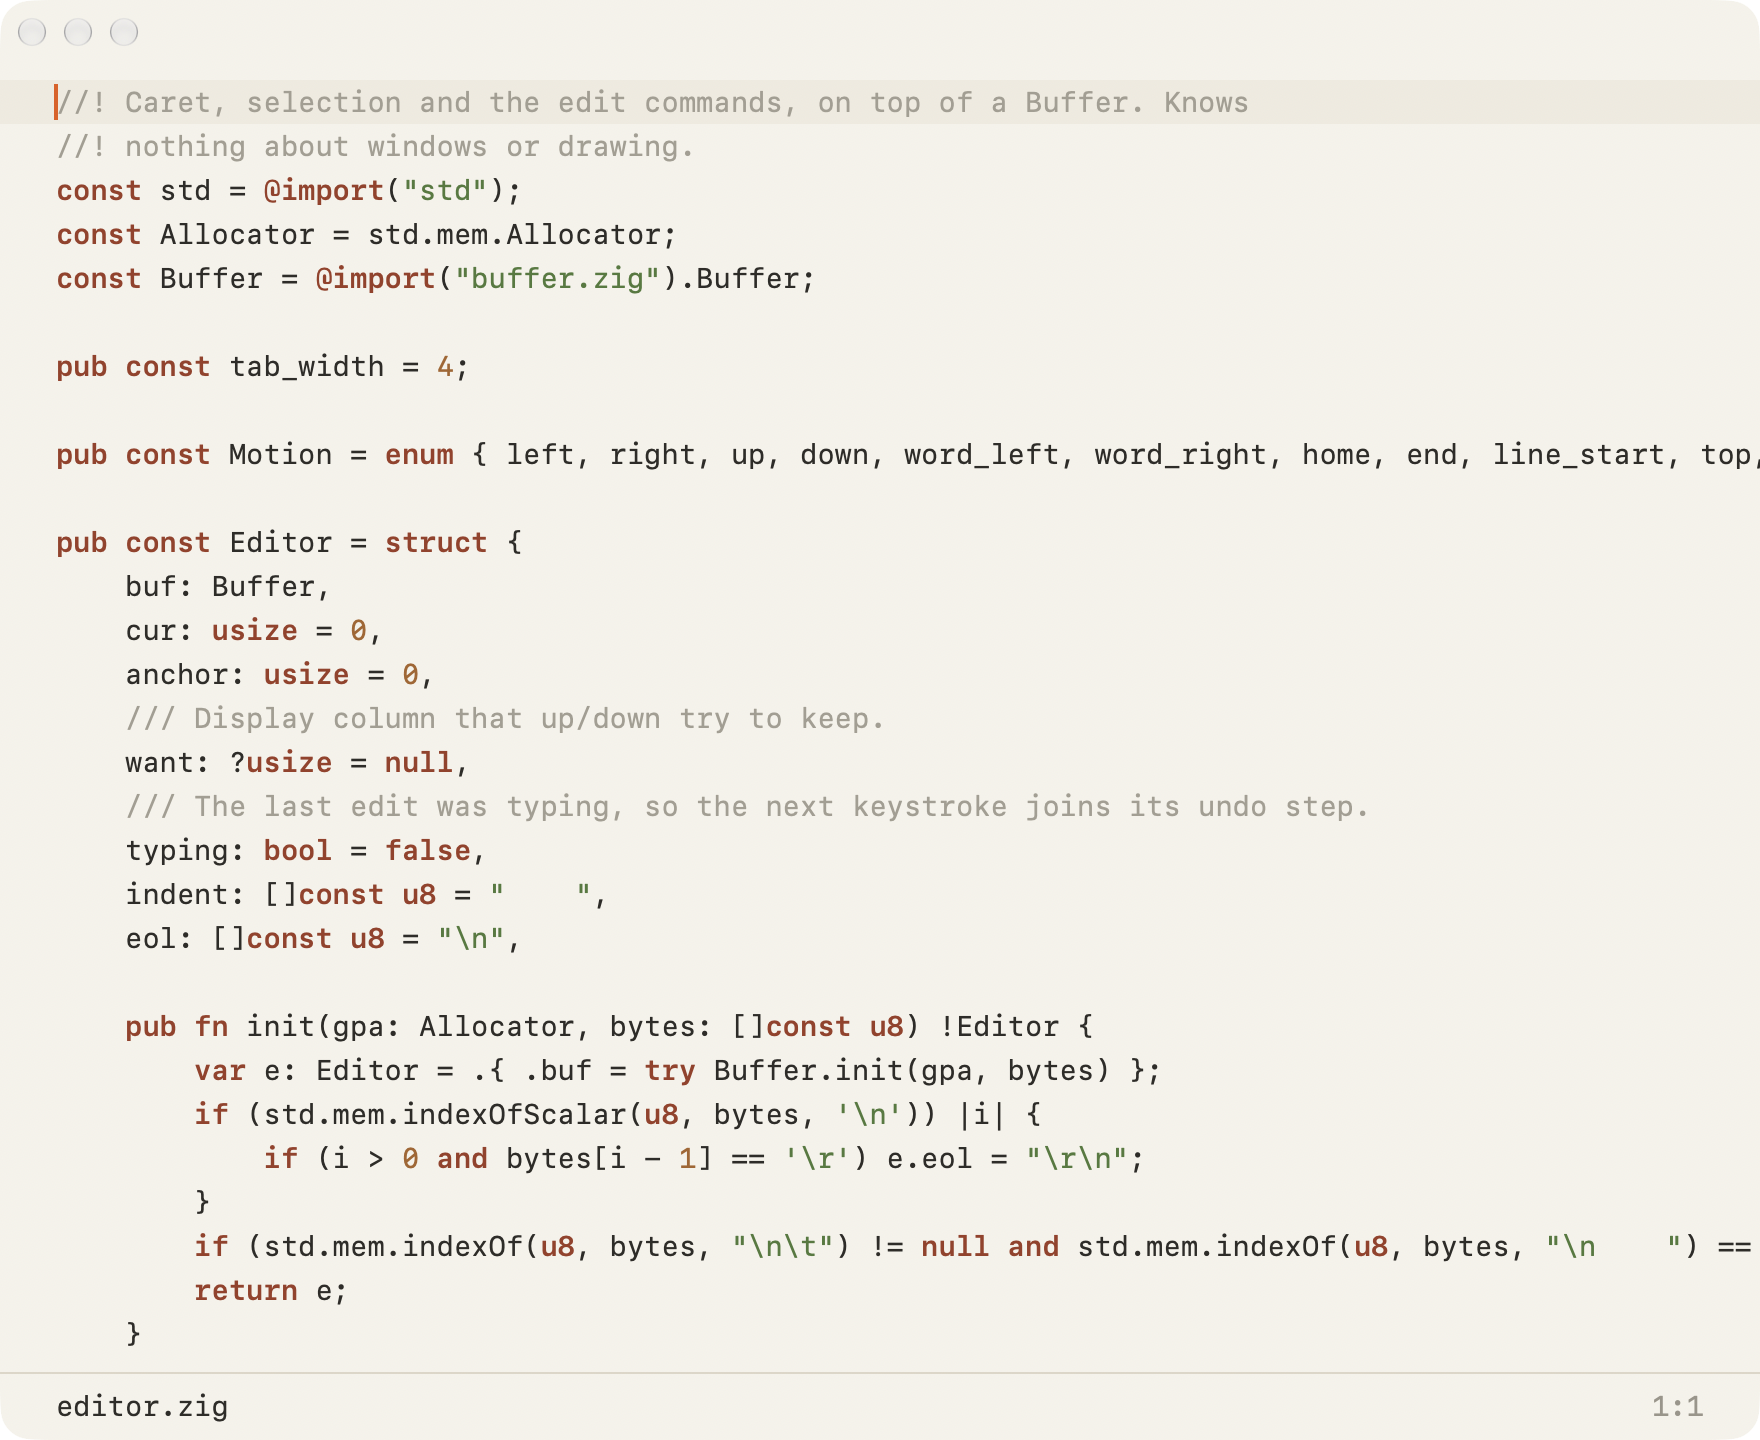 //! Caret, selection and the edit commands, on top of a Buffer. Knows
//! nothing about windows or drawing.
const std = @import("std");
const Allocator = std.mem.Allocator;
const Buffer = @import("buffer.zig").Buffer;

pub const tab_width = 4;

pub const Motion = enum { left, right, up, down, word_left, word_right, home, end, line_start, top,

pub const Editor = struct {
    buf: Buffer,
    cur: usize = 0,
    anchor: usize = 0,
    /// Display column that up/down try to keep.
    want: ?usize = null,
    /// The last edit was typing, so the next keystroke joins its undo step.
    typing: bool = false,
    indent: []const u8 = "    ",
    eol: []const u8 = "\n",

    pub fn init(gpa: Allocator, bytes: []const u8) !Editor {
        var e: Editor = .{ .buf = try Buffer.init(gpa, bytes) };
        if (std.mem.indexOfScalar(u8, bytes, '\n')) |i| {
            if (i > 0 and bytes[i - 1] == '\r') e.eol = "\r\n";
        }
        if (std.mem.indexOf(u8, bytes, "\n\t") != null and std.mem.indexOf(u8, bytes, "\n    ") ==
        return e;
    }
editor.zig
1:1